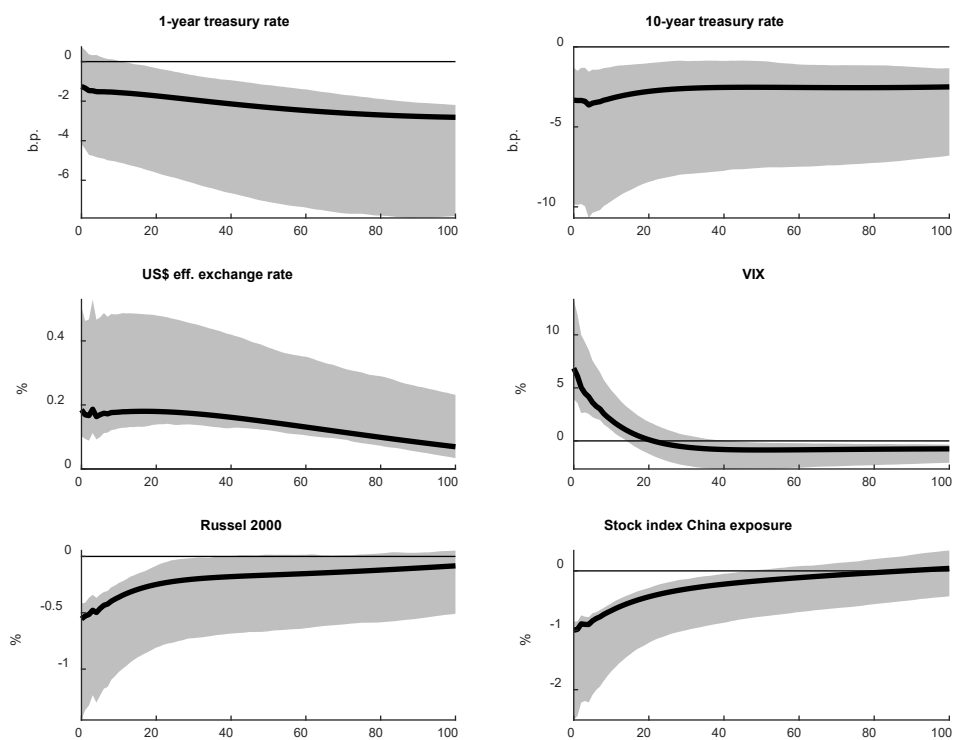 1-year treasury rate
10-year treasury rate
0
-2
-4
-6
b.p.
0 20 40 60 80 100
0
-5
-10
b.p.
0 20 40 60 80 100
US$ eff. exchange rate
VIX
0.4
0.2
0
%
0 20 40 60 80 100
10
5
0
%
0 20 40 60 80 100
Russel 2000
Stock index China exposure
0
-0.5
-1
%
0 20 40 60 80 100
0
-1
-2
%
0 20 40 60 80 100